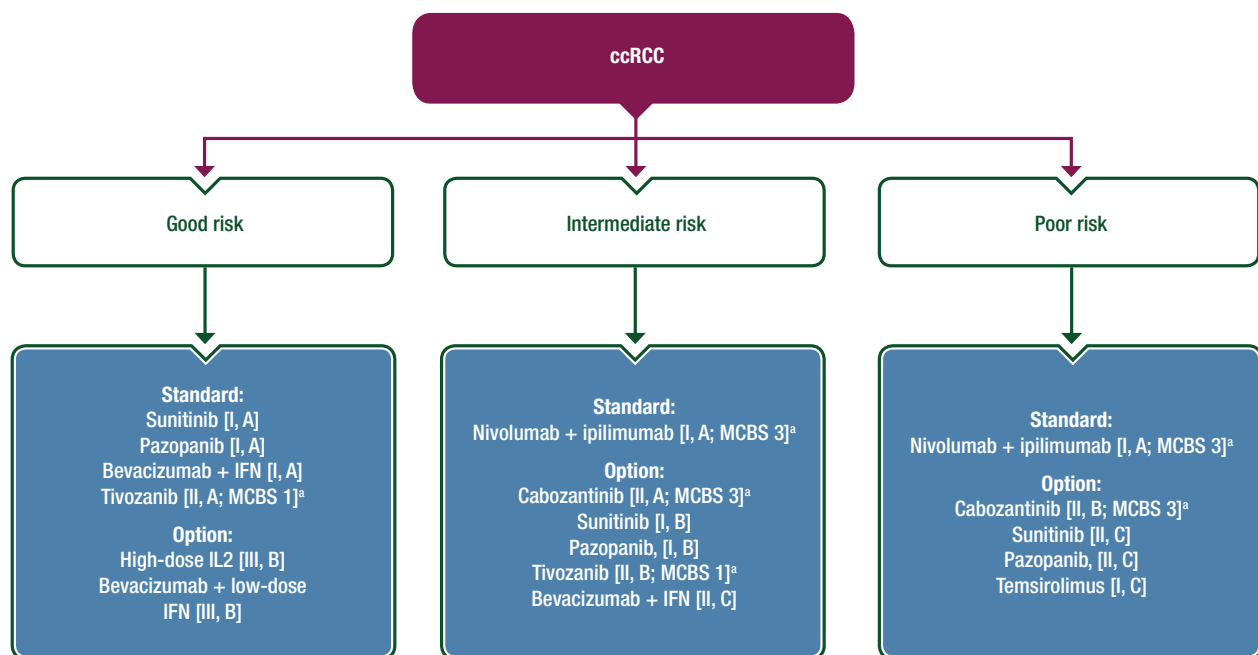 ccRCC
Good risk
Intermediate risk
Poor risk
Standard:
Sunitinib [I, A]
Pazopanib [I, A]
Bevacizumab + IFN [I, A]
Tivozanib [II, A; MCBS 1]ᵃ
Option:
High-dose IL2 [III, B]
Bevacizumab + low-dose
IFN [III, B]
Standard:
Nivolumab + ipilimumab [I, A; MCBS 3]ᵃ
Option:
Cabozantinib [II, A; MCBS 3]ᵃ
Sunitinib [I, B]
Pazopanib, [I, B]
Tivozanib [II, B; MCBS 1]ᵃ
Bevacizumab + IFN [II, C]
Standard:
Nivolumab + ipilimumab [I, A; MCBS 3]ᵃ
Option:
Cabozantinib [II, B; MCBS 3]ᵃ
Sunitinib [II, C]
Pazopanib, [II, C]
Temsirolimus [I, C]